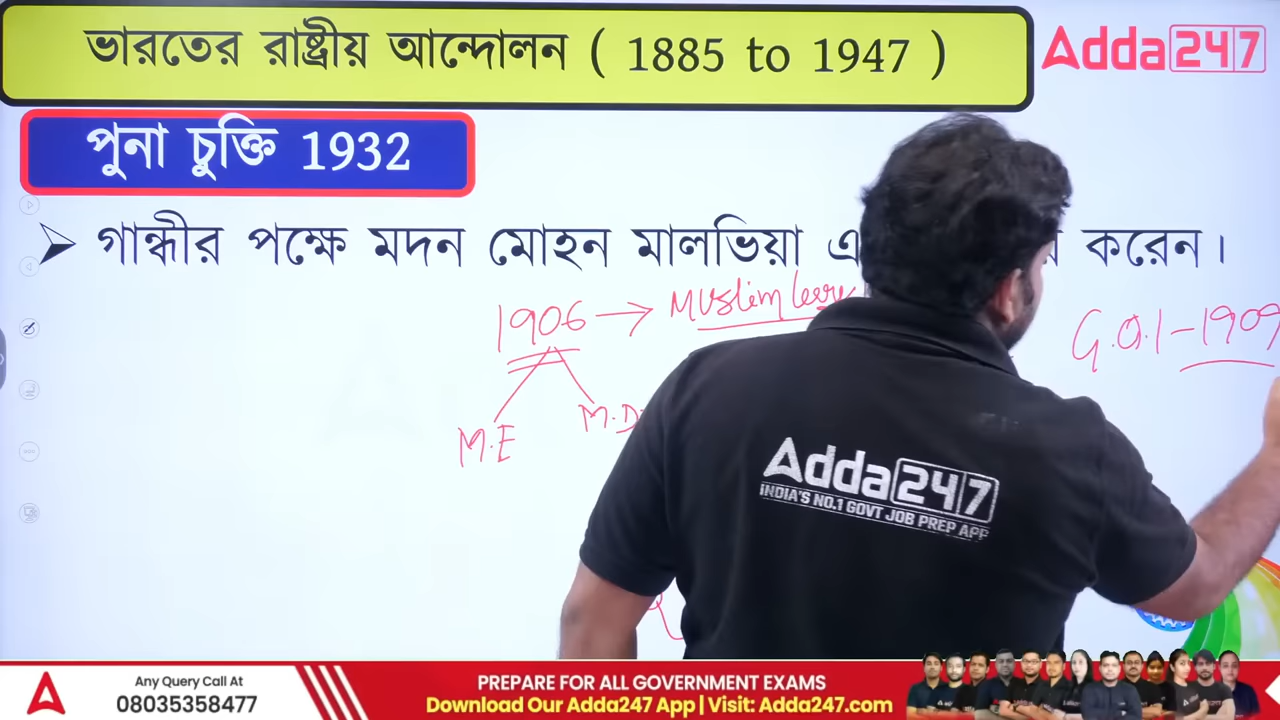 ভারতের রাষ্ট্রীয় আন্দোলন ( 1885 to 1947 )
Adda247
পুনা চুক্তি 1932
গান্ধীর পক্ষে মদন মোহন মালভিয়া করেন।
1906 → Muslim
G.O.I - 1909
M.E
M.D
Adda247
INDIA'S NO.1 GOVT JOB PREP APP
Any Query Call At
08035358477
PREPARE FOR ALL GOVERNMENT EXAMS
Download Our Adda247 App | Visit: Adda247.com